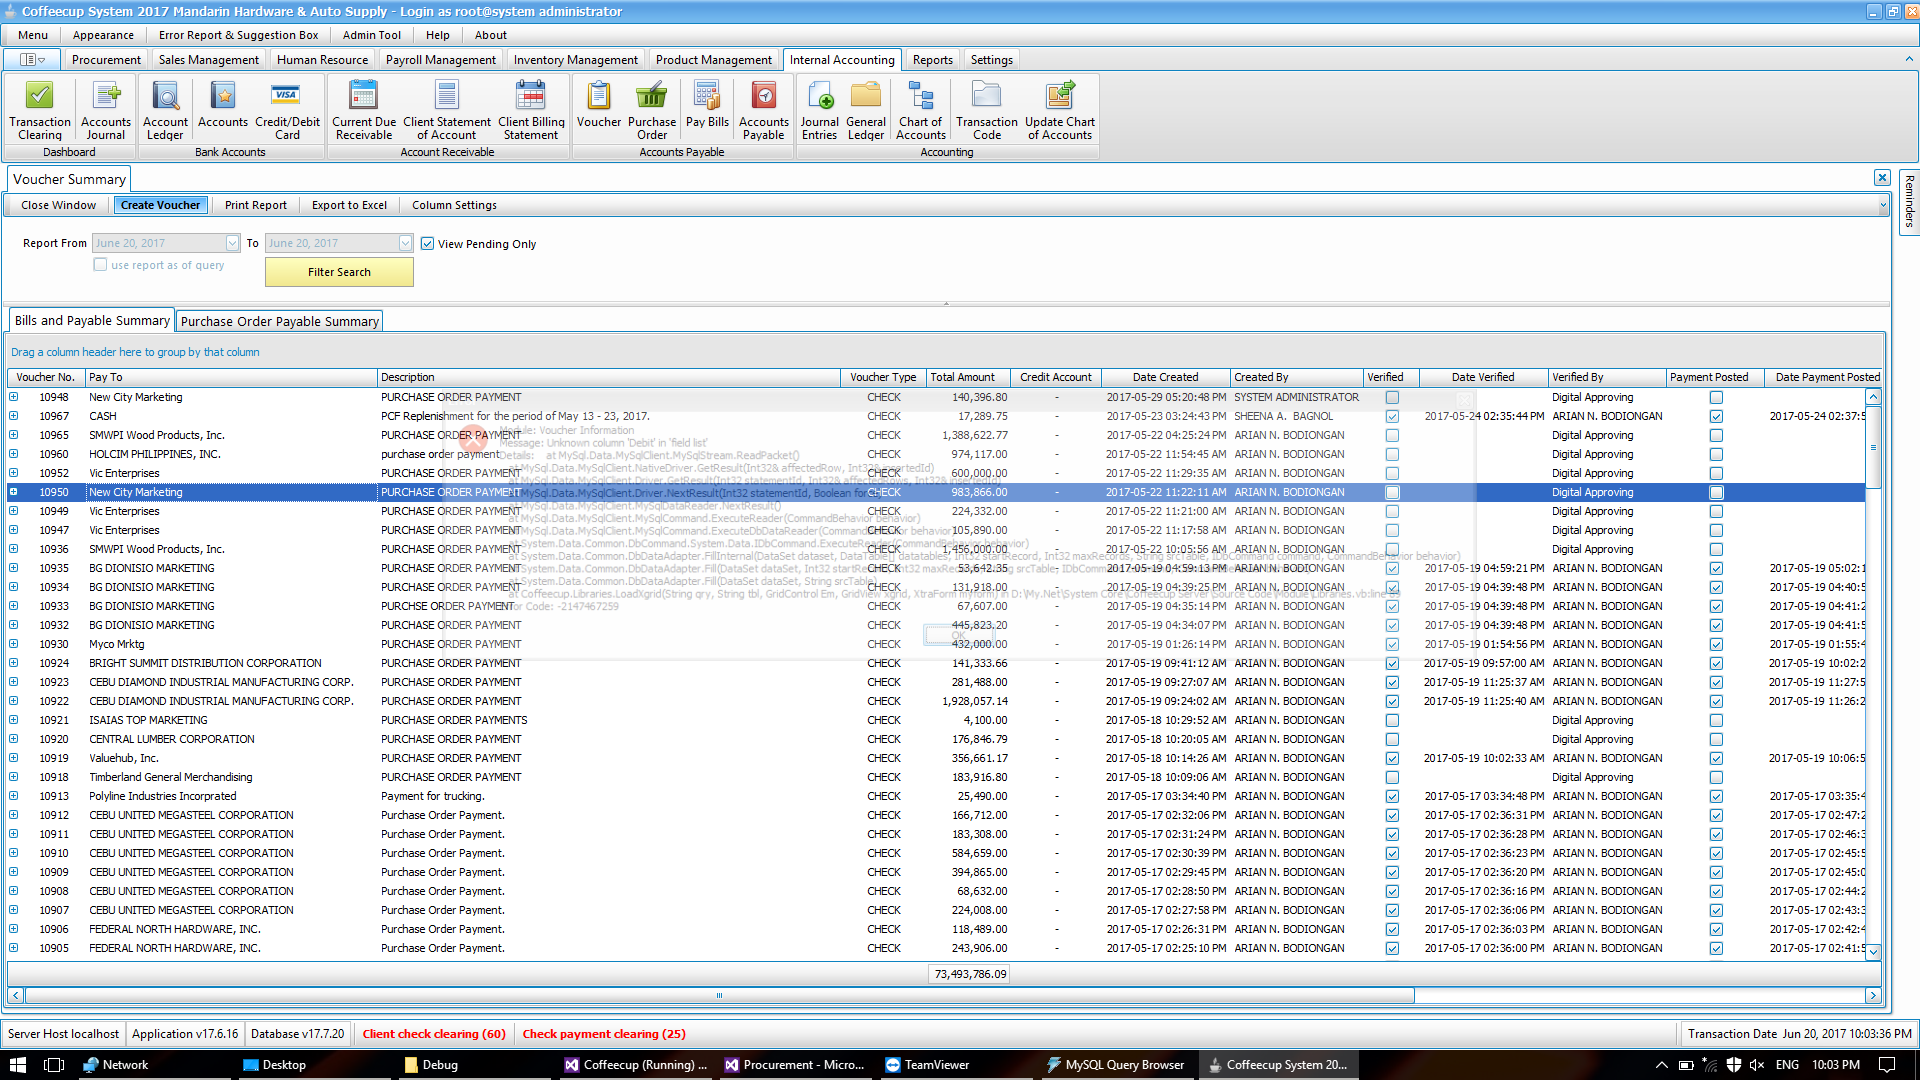 Coffeecup System 2017 Mandarin Hardware & Auto Supply - Login as root@system administrator
Menu Appearance Error Report & Suggestion Box Admin Tool Help About
Procurement Sales Management Human Resource Payroll Management Inventory Management Product Management Internal Accounting Reports Settings
Transaction Clearing Accounts Journal Account Ledger Accounts Credit/Debit Card Current Due Receivable Client Statement of Account Client Billing Statement Voucher Purchase Order Pay Bills Accounts Payable Journal Entries General Ledger Chart of Accounts Transaction Code Update Chart of Accounts
VISA
Dashboard Bank Accounts Account Receivable Accounts Payable Accounting
Voucher Summary
Reminders
Close Window Create Voucher Print Report Export to Excel Column Settings
Report From June 20, 2017 To June 20, 2017 View Pending Only
use report as of query
Filter Search
Bills and Payable Summary Purchase Order Payable Summary
Drag a column header here to group by that column
Voucher No. Pay To Description Voucher Type Total Amount Credit Account Date Created Created By Verified Date Verified Verified By Payment Posted Date Payment Posted
10948 New City Marketing PURCHASE ORDER PAYMENT CHECK 140,396.80 - 2017-05-29 05:20:48 PM SYSTEM ADMINISTRATOR Digital Approving
10967 CASH PCF Replenishment for the period of May 13 - 23, 2017. CHECK 17,289.75 - 2017-05-23 03:24:43 PM SHEENA A. BAGNOL 2017-05-24 02:35:44 PM ARIAN N. BODIONGAN 2017-05-24 02:37:5
10965 SMWPI Wood Products, Inc. PURCHASE ORDER PAYMENT CHECK 1,388,622.77 - 2017-05-22 04:25:24 PM ARIAN N. BODIONGAN Digital Approving
10960 HOLCIM PHILIPPINES, INC. purchase order payment CHECK 974,117.00 - 2017-05-22 11:54:45 AM ARIAN N. BODIONGAN Digital Approving
10952 Vic Enterprises PURCHASE ORDER PAYMENT CHECK 600,000.00 - 2017-05-22 11:29:35 AM ARIAN N. BODIONGAN Digital Approving
10950 New City Marketing PURCHASE ORDER PAYMENT CHECK 983,866.00 - 2017-05-22 11:22:11 AM ARIAN N. BODIONGAN Digital Approving
10949 Vic Enterprises PURCHASE ORDER PAYMENT CHECK 224,332.00 - 2017-05-22 11:21:00 AM ARIAN N. BODIONGAN Digital Approving
10947 Vic Enterprises PURCHASE ORDER PAYMENT CHECK 105,890.00 - 2017-05-22 11:17:58 AM ARIAN N. BODIONGAN Digital Approving
10936 SMWPI Wood Products, Inc. PURCHASE ORDER PAYMENT CHECK 1,456,000.00 - 2017-05-22 10:05:56 AM ARIAN N. BODIONGAN Digital Approving
10935 BG DIONISIO MARKETING PURCHASE ORDER PAYMENT CHECK 53,642.35 - 2017-05-19 04:59:13 PM ARIAN N. BODIONGAN 2017-05-19 04:59:21 PM ARIAN N. BODIONGAN 2017-05-19 05:02:1
10934 BG DIONISIO MARKETING PURCHASE ORDER PAYMENT CHECK 131,918.00 - 2017-05-19 04:39:25 PM ARIAN N. BODIONGAN 2017-05-19 04:39:48 PM ARIAN N. BODIONGAN 2017-05-19 04:40:5
10933 BG DIONISIO MARKETING PURCHSE ORDER PAYMENT CHECK 67,607.00 - 2017-05-19 04:35:14 PM ARIAN N. BODIONGAN 2017-05-19 04:39:48 PM ARIAN N. BODIONGAN 2017-05-19 04:41:2
10932 BG DIONISIO MARKETING PURCHASE ORDER PAYMENT CHECK 445,823.20 - 2017-05-19 04:34:07 PM ARIAN N. BODIONGAN 2017-05-19 04:39:48 PM ARIAN N. BODIONGAN 2017-05-19 04:41:5
10930 Myco Mrktg PURCHASE ORDER PAYMENT CHECK 432,000.00 - 2017-05-19 01:26:14 PM ARIAN N. BODIONGAN 2017-05-19 01:54:56 PM ARIAN N. BODIONGAN 2017-05-19 01:55:4
10924 BRIGHT SUMMIT DISTRIBUTION CORPORATION PURCHASE ORDER PAYMENT CHECK 141,333.66 - 2017-05-19 09:41:12 AM ARIAN N. BODIONGAN 2017-05-19 09:57:00 AM ARIAN N. BODIONGAN 2017-05-19 10:02:2
10923 CEBU DIAMOND INDUSTRIAL MANUFACTURING CORP. PURCHASE ORDER PAYMENT CHECK 281,488.00 - 2017-05-19 09:27:07 AM ARIAN N. BODIONGAN 2017-05-19 11:25:37 AM ARIAN N. BODIONGAN 2017-05-19 11:27:5
10922 CEBU DIAMOND INDUSTRIAL MANUFACTURING CORP. PURCHASE ORDER PAYMENT CHECK 1,928,057.14 - 2017-05-19 09:24:02 AM ARIAN N. BODIONGAN 2017-05-19 11:25:40 AM ARIAN N. BODIONGAN 2017-05-19 11:26:2
10921 ISAIAS TOP MARKETING PURCHASE ORDER PAYMENTS CHECK 4,100.00 - 2017-05-18 10:29:52 AM ARIAN N. BODIONGAN Digital Approving
10920 CENTRAL LUMBER CORPORATION PURCHASE ORDER PAYMENT CHECK 176,846.79 - 2017-05-18 10:20:05 AM ARIAN N. BODIONGAN Digital Approving
10919 Valuehub, Inc. PURCHASE ORDER PAYMENT CHECK 356,661.17 - 2017-05-18 10:14:26 AM ARIAN N. BODIONGAN 2017-05-19 10:02:33 AM ARIAN N. BODIONGAN 2017-05-19 10:06:5
10918 Timberland General Merchandising PURCHASE ORDER PAYMENT CHECK 183,916.80 - 2017-05-18 10:09:06 AM ARIAN N. BODIONGAN Digital Approving
10913 Polyline Industries Incorprated Payment for trucking. CHECK 25,490.00 - 2017-05-17 03:34:40 PM ARIAN N. BODIONGAN 2017-05-17 03:34:48 PM ARIAN N. BODIONGAN 2017-05-17 03:35:4
10912 CEBU UNITED MEGASTEEL CORPORATION Purchase Order Payment. CHECK 166,712.00 - 2017-05-17 02:32:06 PM ARIAN N. BODIONGAN 2017-05-17 02:36:31 PM ARIAN N. BODIONGAN 2017-05-17 02:47:2
10911 CEBU UNITED MEGASTEEL CORPORATION Purchase Order Payment. CHECK 183,308.00 - 2017-05-17 02:31:24 PM ARIAN N. BODIONGAN 2017-05-17 02:36:28 PM ARIAN N. BODIONGAN 2017-05-17 02:46:3
10910 CEBU UNITED MEGASTEEL CORPORATION Purchase Order Payment. CHECK 584,659.00 - 2017-05-17 02:30:39 PM ARIAN N. BODIONGAN 2017-05-17 02:36:23 PM ARIAN N. BODIONGAN 2017-05-17 02:45:5
10909 CEBU UNITED MEGASTEEL CORPORATION Purchase Order Payment. CHECK 394,865.00 - 2017-05-17 02:29:45 PM ARIAN N. BODIONGAN 2017-05-17 02:36:20 PM ARIAN N. BODIONGAN 2017-05-17 02:45:0
10908 CEBU UNITED MEGASTEEL CORPORATION Purchase Order Payment. CHECK 68,632.00 - 2017-05-17 02:28:50 PM ARIAN N. BODIONGAN 2017-05-17 02:36:16 PM ARIAN N. BODIONGAN 2017-05-17 02:44:2
10907 CEBU UNITED MEGASTEEL CORPORATION Purchase Order Payment. CHECK 224,008.00 - 2017-05-17 02:27:58 PM ARIAN N. BODIONGAN 2017-05-17 02:36:06 PM ARIAN N. BODIONGAN 2017-05-17 02:43:3
10906 FEDERAL NORTH HARDWARE, INC. Purchase Order Payment. CHECK 118,489.00 - 2017-05-17 02:26:31 PM ARIAN N. BODIONGAN 2017-05-17 02:36:03 PM ARIAN N. BODIONGAN 2017-05-17 02:42:4
10905 FEDERAL NORTH HARDWARE, INC. Purchase Order Payment. CHECK 243,906.00 - 2017-05-17 02:25:10 PM ARIAN N. BODIONGAN 2017-05-17 02:36:00 PM ARIAN N. BODIONGAN 2017-05-17 02:41:5
73,493,786.09
Module: Voucher Information
Message: Unknown column 'Debit' in 'field list'
Details: at MySql.Data.MySqlClient.MySqlStream.ReadPacket()
at MySql.Data.MySqlClient.NativeDriver.GetResult(Int32& affectedRow, Int32& insertedId)
at MySql.Data.MySqlClient.Driver.GetResult(Int32 statementId, Int32& affectedRows, Int32& insertedId)
at MySql.Data.MySqlClient.Driver.NextResult(Int32 statementId, Boolean force)
at MySql.Data.MySqlClient.MySqlDataReader.NextResult()
at MySql.Data.MySqlClient.MySqlCommand.ExecuteReader(CommandBehavior behavior)
at MySql.Data.MySqlClient.MySqlCommand.ExecuteDbDataReader(CommandBehavior behavior)
at System.Data.Common.DbCommand.System.Data.IDbCommand.ExecuteReader(CommandBehavior behavior)
at System.Data.Common.DbDataAdapter.FillInternal(DataSet dataset, DataTable[] datatables, Int32 startRecord, Int32 maxRecords, String srcTable, IDbCommand command, CommandBehavior behavior)
at System.Data.Common.DbDataAdapter.Fill(DataSet dataSet, Int32 startRecord, Int32 maxRecords, String srcTable, IDbCommand
at System.Data.Common.DbDataAdapter.Fill(DataSet dataSet, String srcTable)
at Coffeecup.Libraries.LoadXgrid(String qry, String tbl, GridControl Em, GridView xgrid, XtraForm myform) in D:\My.Net\System Core\Coffeecup Server\Source Code\Module\Libraries.vb:line
Error Code: -2147467259
OK
Server Host localhost Application v17.6.16 Database v17.7.20 Client check clearing (60) Check payment clearing (25) Transaction Date Jun 20, 2017 10:03:36 PM
Network Desktop Debug Coffeecup (Running) ... Procurement - Micro... TeamViewer MySQL Query Browser Coffeecup System 20... ENG 10:03 PM